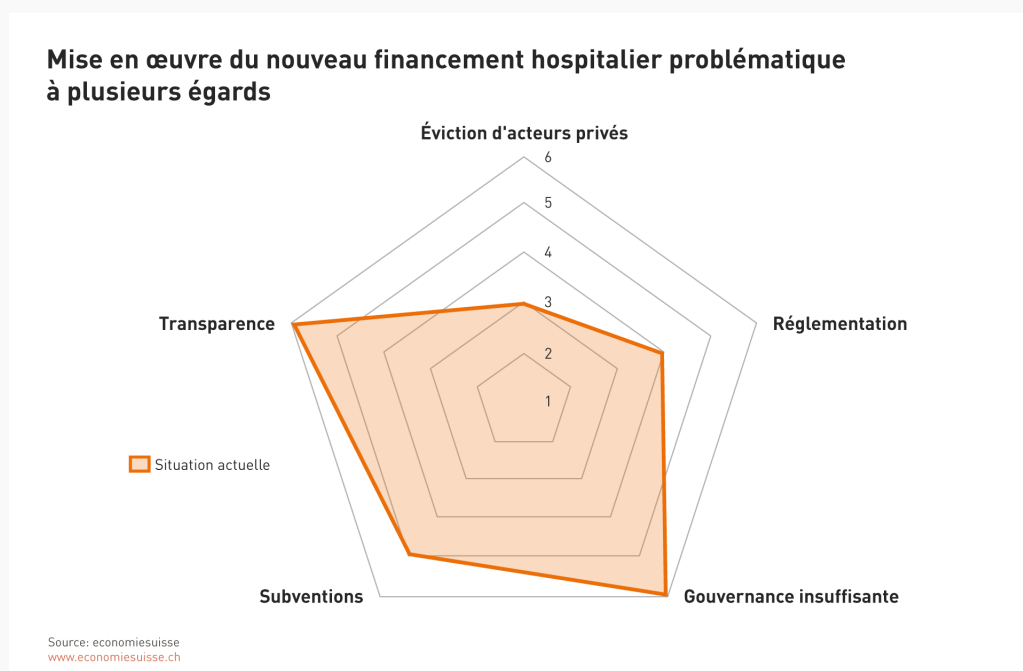 Mise en œuvre du nouveau financement hospitalier problématique
à plusieurs égards
Éviction d'acteurs privés
6
5
4
3
2
1
Transparence
Réglementation
Situation actuelle
Subventions
Gouvernance insuffisante
Source: economiesuisse
www.economiesuisse.ch